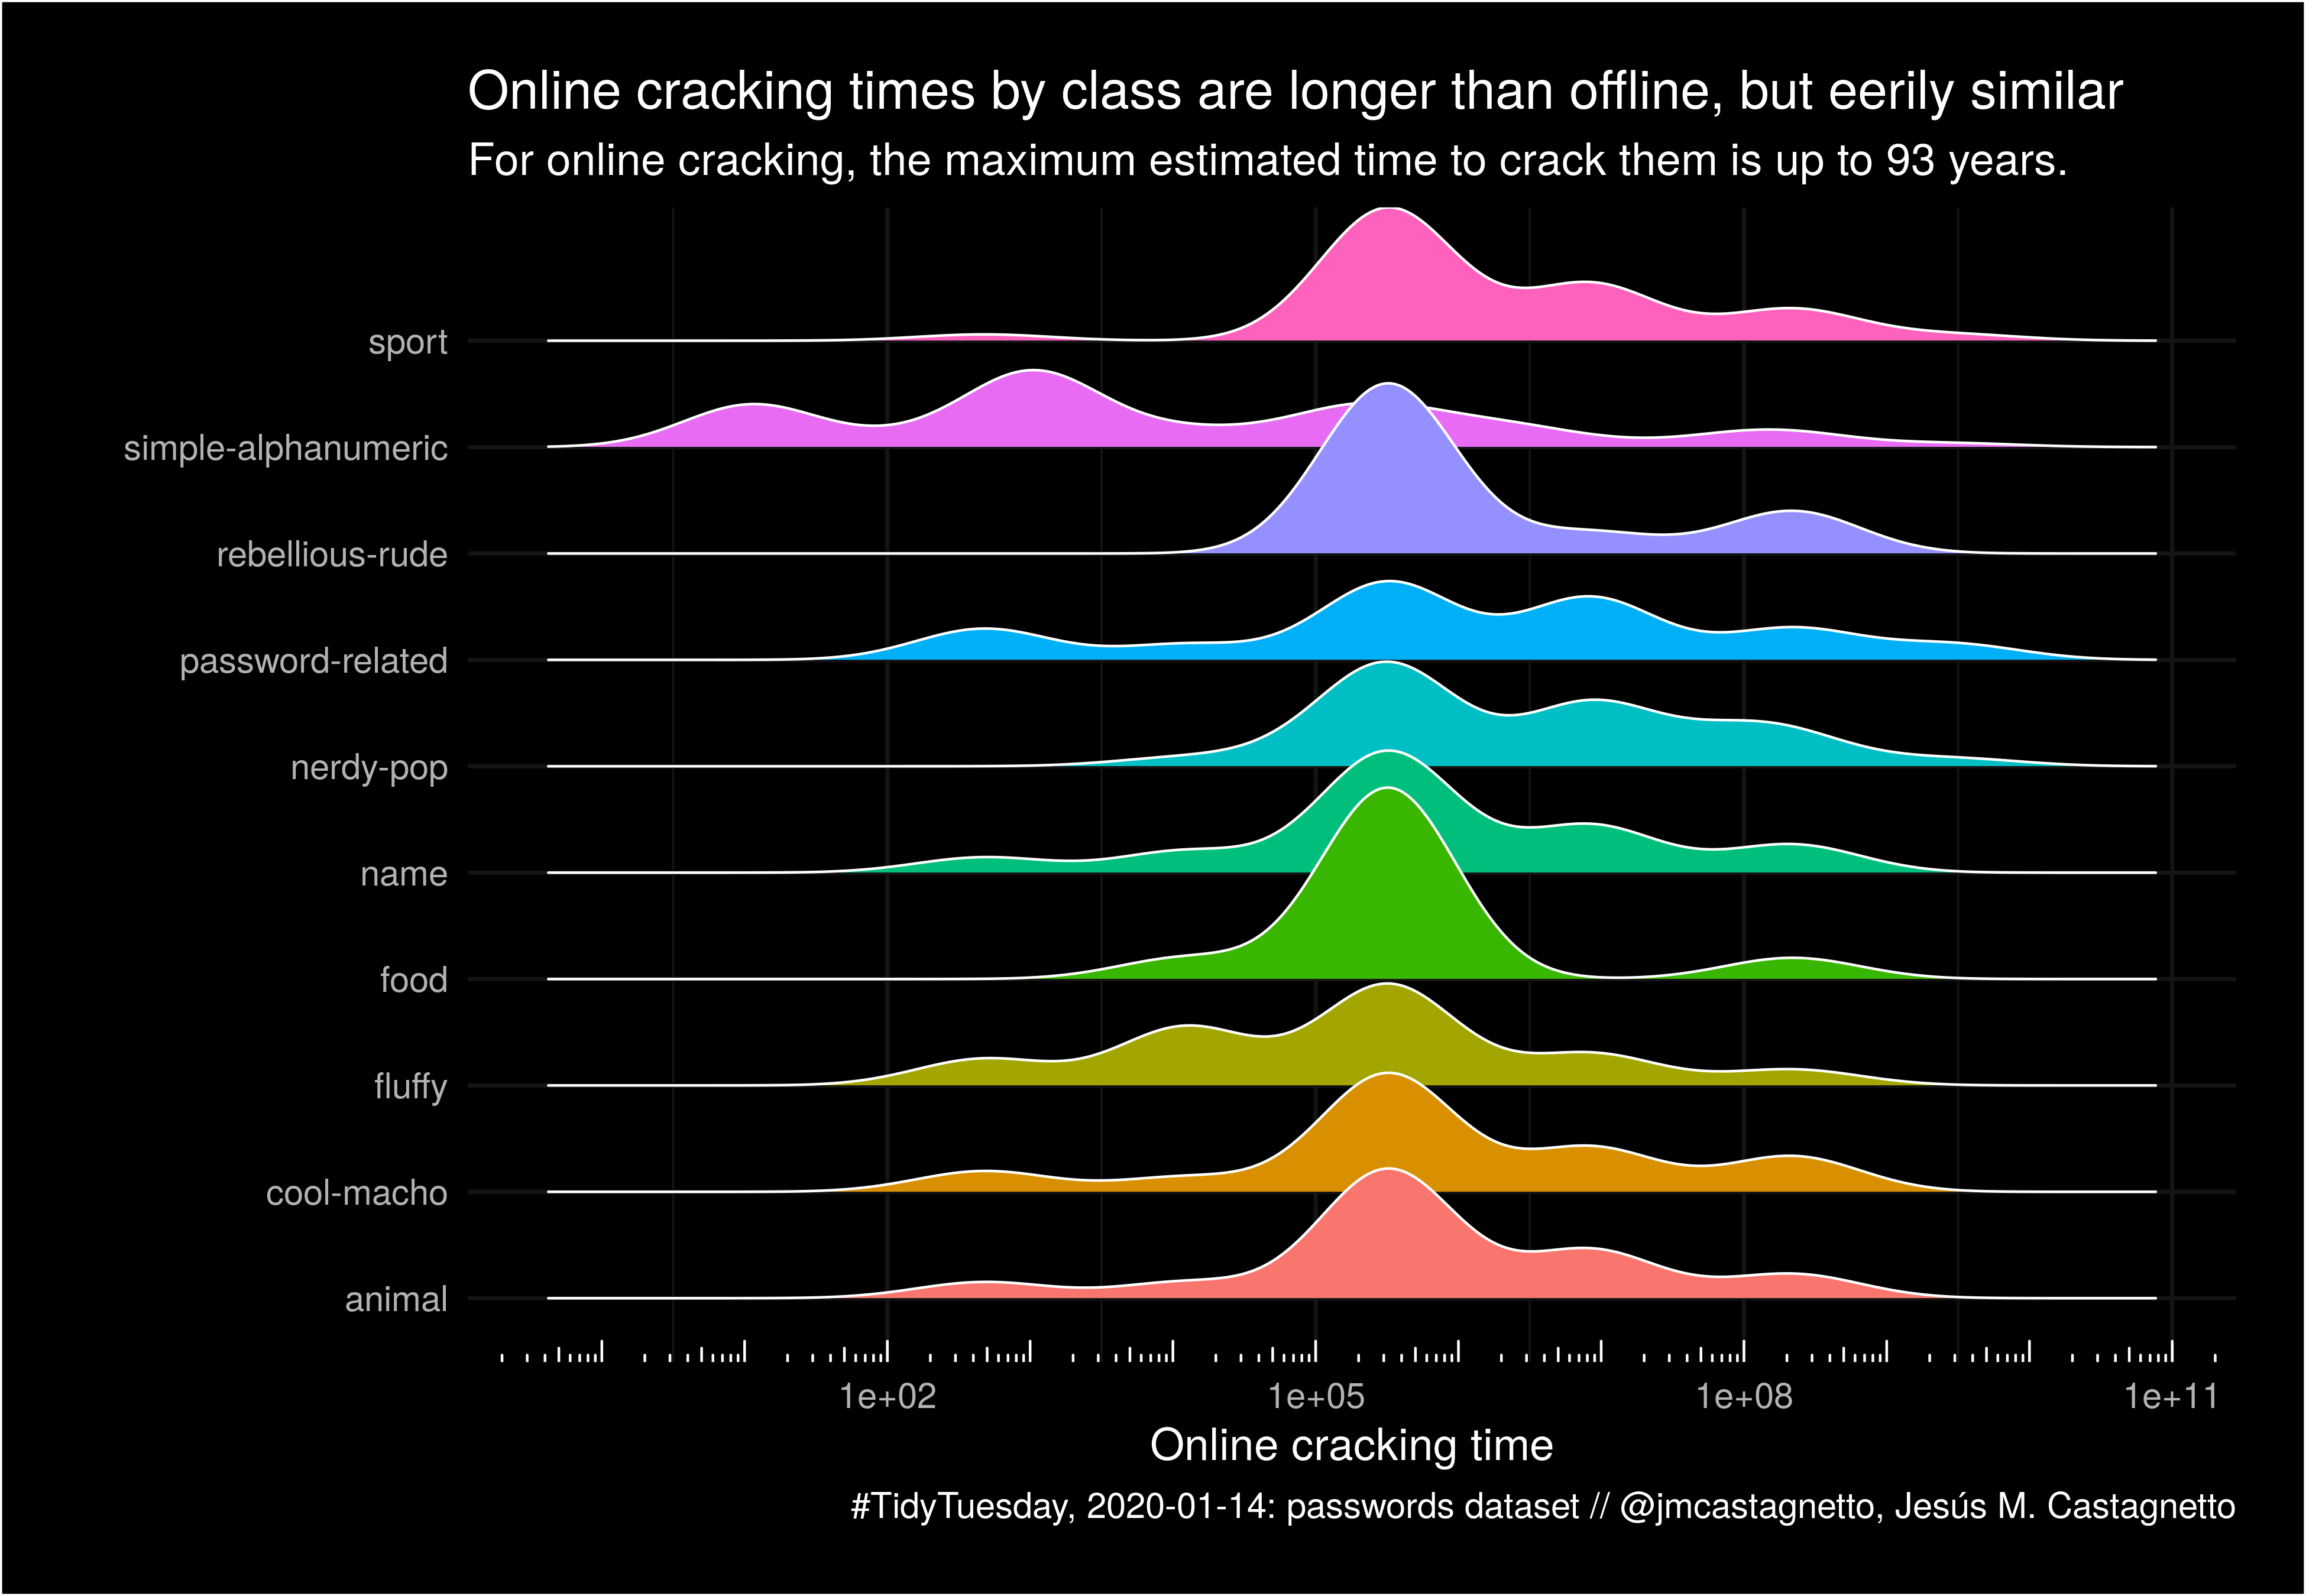 Online cracking times by class are longer than offline, but eerily similar
For online cracking, the maximum estimated time to crack them is up to 93 years.
sport
simple-alphanumeric
rebellious-rude
password-related
nerdy-pop
name
food
fluffy
cool-macho
animal
1e+02 1e+05 1e+08 1e+11
Online cracking time
#TidyTuesday, 2020-01-14: passwords dataset // @jmcastagnetto, Jesús M. Castagnetto